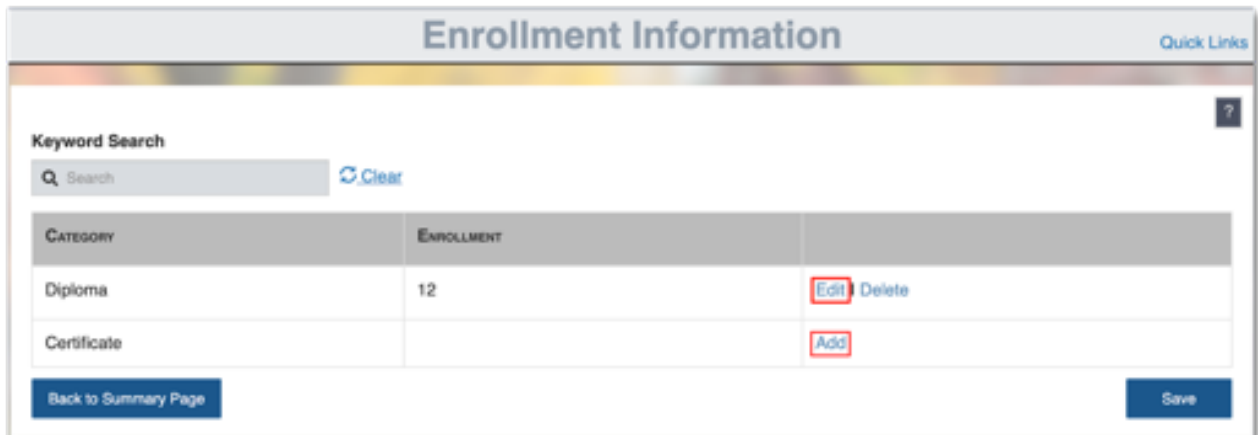 Enrollment Information
Quick Links
?
Keyword Search
Search
Clear
CATEGORY ENROLLMENT
Diploma 12 Edit | Delete
Certificate Add
Back to Summary Page Save